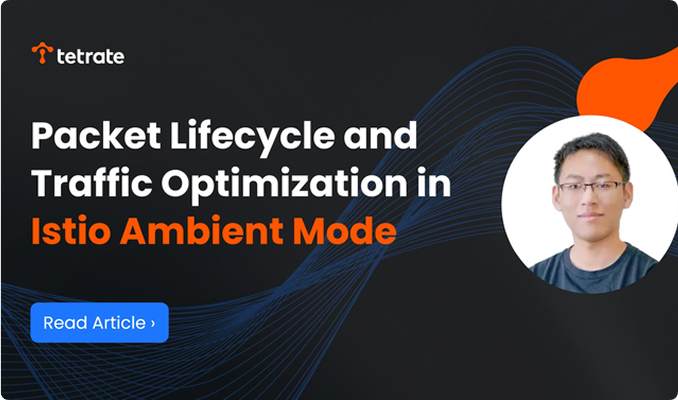 tetrate
Packet Lifecycle and
Traffic Optimization in
Istio Ambient Mode
Read Article ›